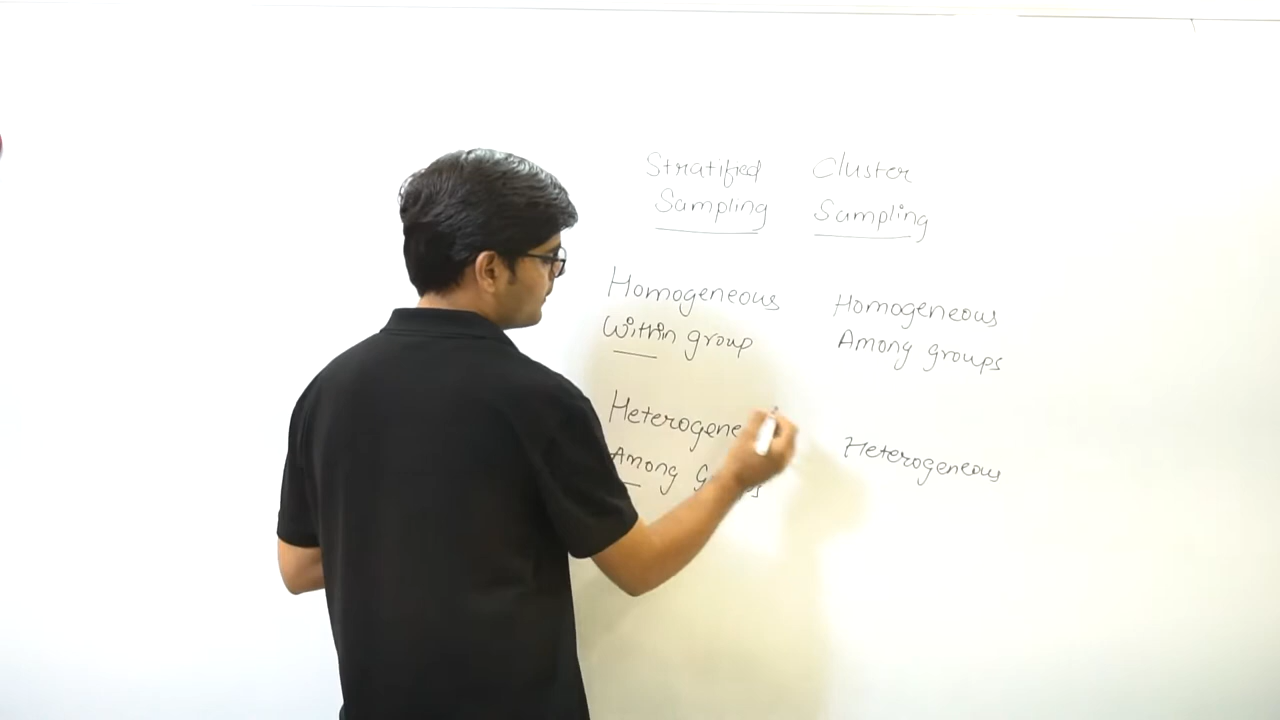 Stratified
Sampling
Cluster
Sampling
Homogeneous
Within group
Homogeneous
Among groups
Heterogene
Among
Heterogeneous